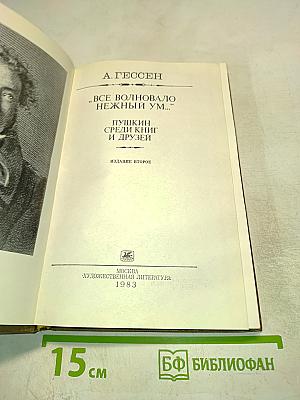 А. ГЕССЕН
„ВСЕ ВОЛНОВАЛО
НЕЖНЫЙ УМ..."
ПУШКИН
СРЕДИ КНИГ
И ДРУЗЕЙ
ИЗДАНИЕ ВТОРОЕ
МОСКВА
«ХУДОЖЕСТВЕННАЯ ЛИТЕРАТУРА»
1983
15 см
БФ БИБЛИОФАН